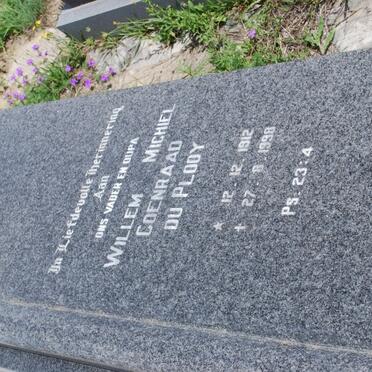 In Liefdevolle Herinnering
Aan
ONS VADER EN OUPA
WILLEM MICHIEL
COENRAAD
DU PLOOY
* 12. 12. 1912
✝ 27. 8. 1998
Ps. 23:4